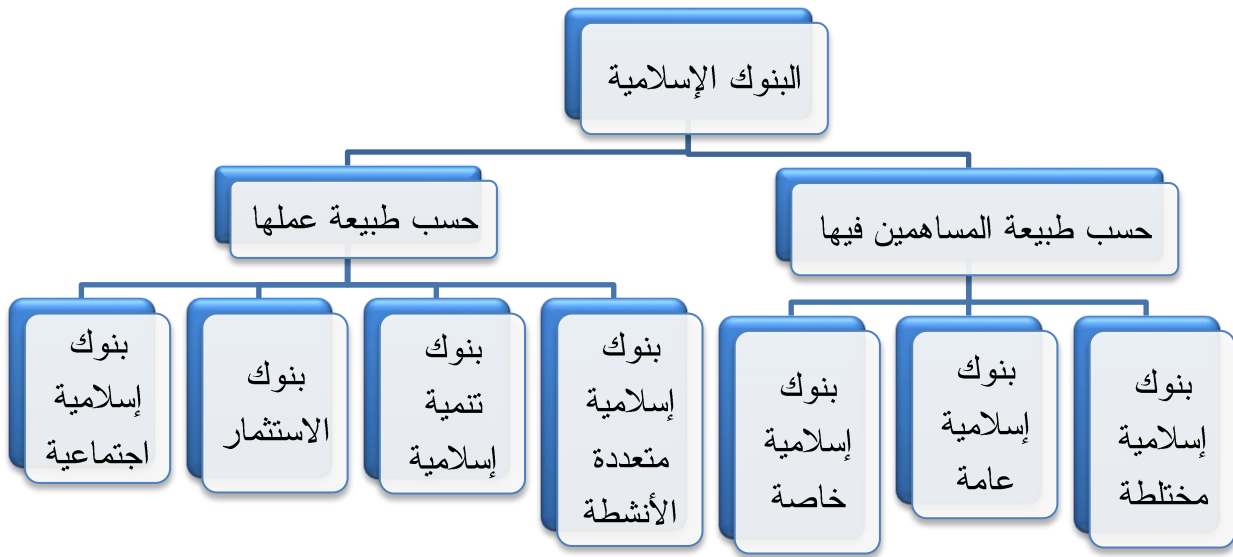 البنوك الإسلامية
حسب طبيعة المساهمين فيها
حسب طبيعة عملها
بنوك
إسلامية
مختلطة
بنوك
إسلامية
عامة
بنوك
إسلامية
خاصة
بنوك
إسلامية
متعددة
الأنشطة
بنوك
تنمية
إسلامية
بنوك
الاستثمار
بنوك
إسلامية
اجتماعية